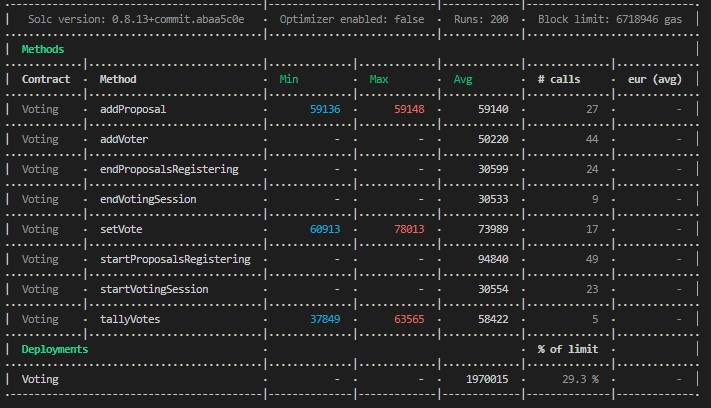 Solc version: 0.8.13+commit.abaa5c0e · Optimizer enabled: false · Runs: 200 · Block limit: 6718946 gas
Methods
Contract · Method · Min · Max · Avg · # calls · eur (avg)
Voting · addProposal · 59136 · 59148 · 59140 · 27 · -
Voting · addVoter · - · - · 50220 · 44 · -
Voting · endProposalsRegistering · - · - · 30599 · 24 · -
Voting · endVotingSession · - · - · 30533 · 9 · -
Voting · setVote · 60913 · 78013 · 73989 · 17 · -
Voting · startProposalsRegistering · - · - · 94840 · 49 · -
Voting · startVotingSession · - · - · 30554 · 23 · -
Voting · tallyVotes · 37849 · 63565 · 58422 · 5 · -
Deployments · · % of limit ·
Voting · - · - · 1970015 · 29.3 % · -